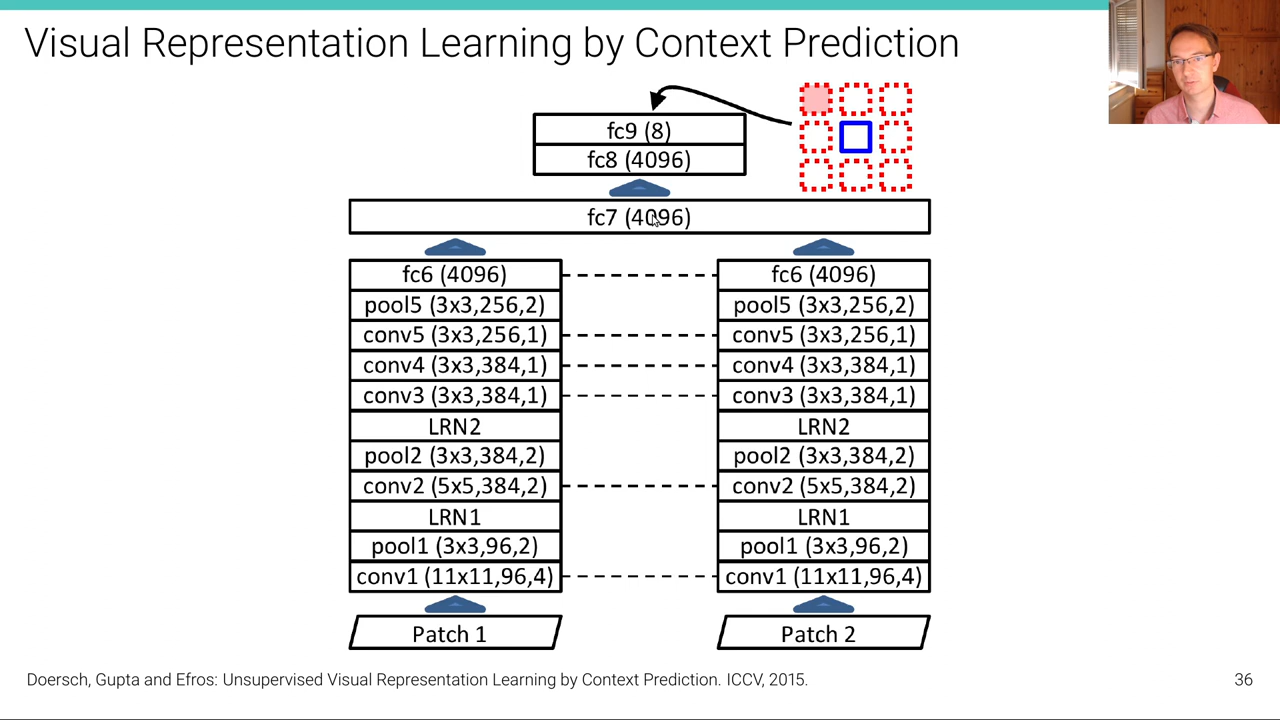 Visual Representation Learning by Context Prediction
fc9 (8)
fc8 (4096)
fc7 (4096)
fc6 (4096)
pool5 (3x3,256,2)
conv5 (3x3,256,1)
conv4 (3x3,384,1)
conv3 (3x3,384,1)
LRN2
pool2 (3x3,384,2)
conv2 (5x5,384,2)
LRN1
pool1 (3x3,96,2)
conv1 (11x11,96,4)
Patch 1
fc6 (4096)
pool5 (3x3,256,2)
conv5 (3x3,256,1)
conv4 (3x3,384,1)
conv3 (3x3,384,1)
LRN2
pool2 (3x3,384,2)
conv2 (5x5,384,2)
LRN1
pool1 (3x3,96,2)
conv1 (11x11,96,4)
Patch 2
Doersch, Gupta and Efros: Unsupervised Visual Representation Learning by Context Prediction. ICCV, 2015.
36